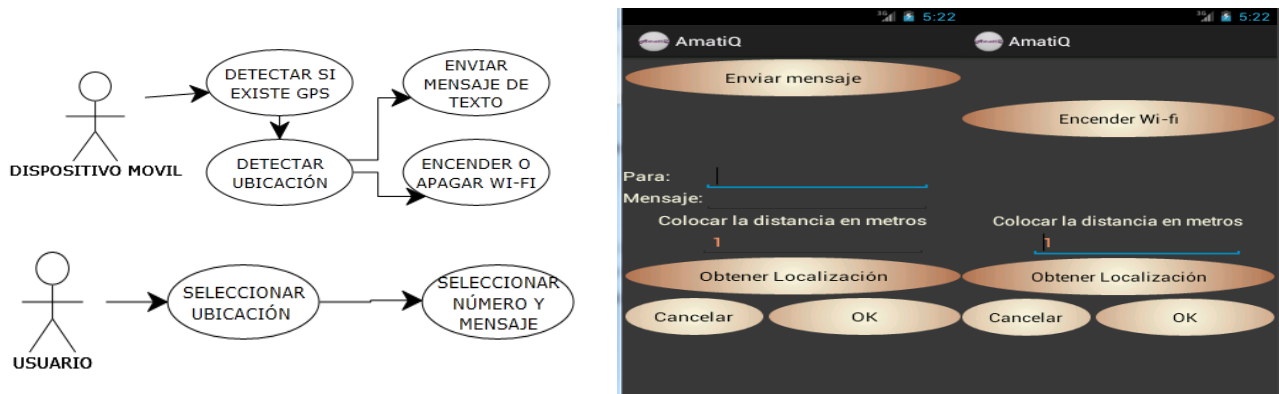 DETECTAR SI
EXISTE GPS
ENVIAR
MENSAJE DE
TEXTO
DISPOSITIVO MOVIL
DETECTAR
UBICACIÓN
ENCENDER O
APAGAR WI-FI
USUARIO
SELECCIONAR
UBICACIÓN
SELECCIONAR
NÚMERO Y
MENSAJE
3G 5:22
AmatiQ
Enviar mensaje
Para:
Mensaje:
Colocar la distancia en metros
1
Obtener Localización
Cancelar OK
3G 5:22
AmatiQ
Encender Wi-fi
Colocar la distancia en metros
1
Obtener Localización
Cancelar OK